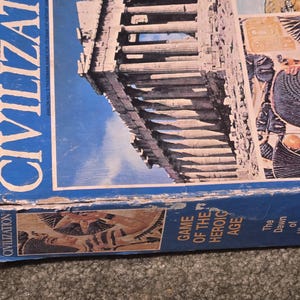 CIVILIZAT
CIVILIZATION
GAME
OF THE
HEROIC
AGE
The
Dawn
of